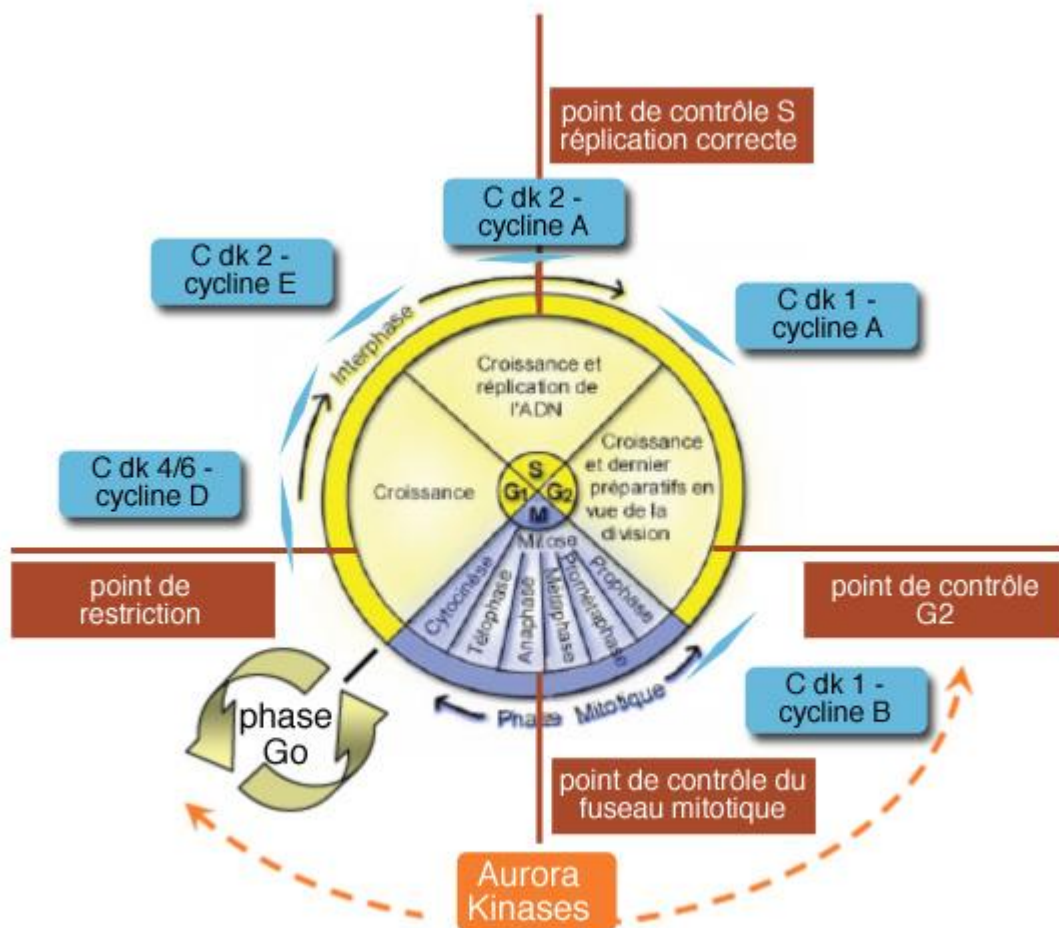 point de contrôle S
réplication correcte
C dk 2 -
cycline A
C dk 2 -
cycline E
C dk 1 -
cycline A
Interphase
Croissance et
réplication de
l'ADN
Croissance
et dernier
préparatifs en
vue de la
division
C dk 4/6 -
cycline D
Croissance
S
G1
G2
M
Mitose
Cytocinèse
Télophase
Anaphase
Métaphase
Prométaphase
Prophase
point de
restriction
point de contrôle
G2
phase
Go
Phase Mitotique
C dk 1 -
cycline B
point de contrôle du
fuseau mitotique
Aurora
Kinases